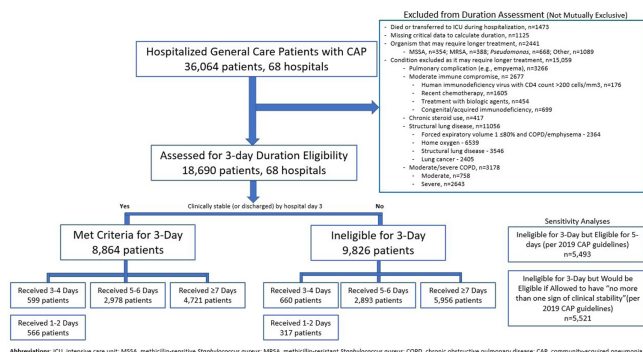 Hospitalized General Care Patients with CAP
36,064 patients, 68 hospitals
Excluded from Duration Assessment (Not Mutually Exclusive)
- Died or transferred to ICU during hospitalization, n=1473
- Missing critical data to calculate duration, n=1125
- Organism that may require longer treatment, n=2441
- MSSA, n=354; MRSA, n=388; Pseudomonas, n=668; Other, n=1089
- Condition excluded as it may require longer treatment, n=15,059
- Pulmonary complication (e.g., empyema), n=3266
- Moderate immune compromise, n= 2677
- Human immunodeficiency virus with CD4 count >200 cells/mm3, n=176
- Recent chemotherapy, n=1605
- Treatment with biologic agents, n=454
- Congenital/acquired immunodeficiency, n=699
- Chronic steroid use, n=417
- Structural lung disease, n=11056
- Forced expiratory volume 1 ≤80% and COPD/emphysema - 2364
- Home oxygen - 6539
- Structural lung disease - 3546
- Lung cancer - 2405
- Moderate/severe COPD, n=3178
- Moderate, n=758
- Severe, n=2643
Assessed for 3-day Duration Eligibility
18,690 patients, 68 hospitals
Yes
Clinically stable (or discharged) by hospital day 3
No
Met Criteria for 3-Day
8,864 patients
Ineligible for 3-Day
9,826 patients
Received 3-4 Days
599 patients
Received 5-6 Days
2,978 patients
Received ≥7 Days
4,721 patients
Received 1-2 Days
566 patients
Received 3-4 Days
660 patients
Received 5-6 Days
2,893 patients
Received ≥7 Days
5,956 patients
Received 1-2 Days
317 patients
Sensitivity Analyses
Ineligible for 3-Day but Eligible for 5-
days (per 2019 CAP guidelines)
n=5,493
Ineligible for 3-Day but Would be
Eligible if Allowed to have "no more
than one sign of clinical stability"(per
2019 CAP guidelines)
n=5,521
Abbreviations: ICU, intensive care unit; MSSA, methicillin-sensitive Staphylococcus aureus; MRSA, methicillin-resistant Staphylococcus aureus; COPD, chronic obstructive pulmonary disease; CAP, community-acquired pneumonia